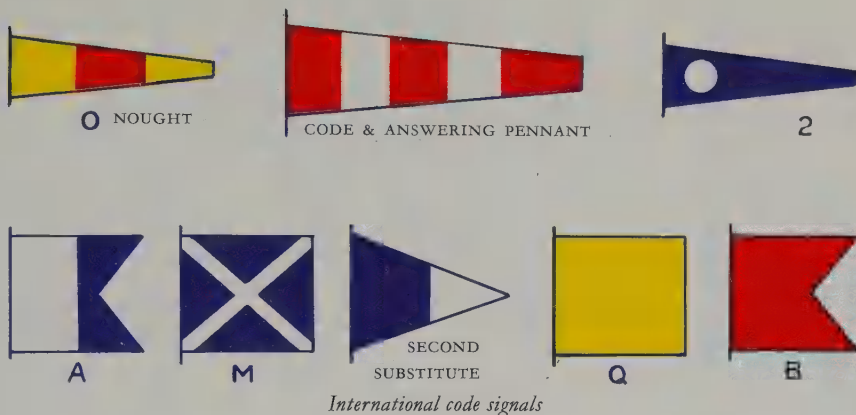 O NOUGHT
CODE & ANSWERING PENNANT
2
A
M
SECOND
SUBSTITUTE
Q
B
International code signals